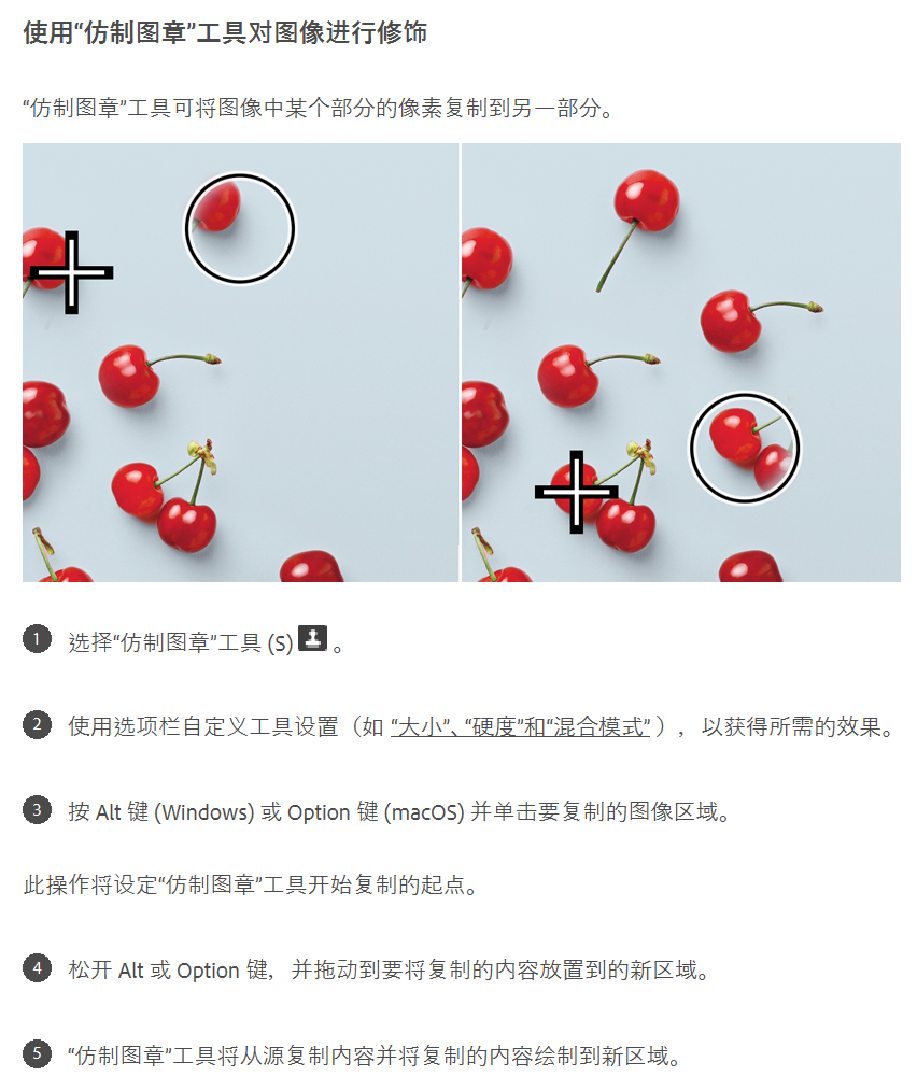 使用“仿制图章”工具对图像进行修饰
“仿制图章”工具可将图像中某个部分的像素复制到另一部分。
1 选择“仿制图章”工具 (S) 。
2 使用选项栏自定义工具设置（如 “大小”、“硬度”和“混合模式” ），以获得所需的效果。
3 按 Alt 键 (Windows) 或 Option 键 (macOS) 并单击要复制的图像区域。
此操作将设定“仿制图章”工具开始复制的起点。
4 松开 Alt 或 Option 键，并拖动到要将复制的内容放置到的新区域。
5 “仿制图章”工具将从源复制内容并将复制的内容绘制到新区域。